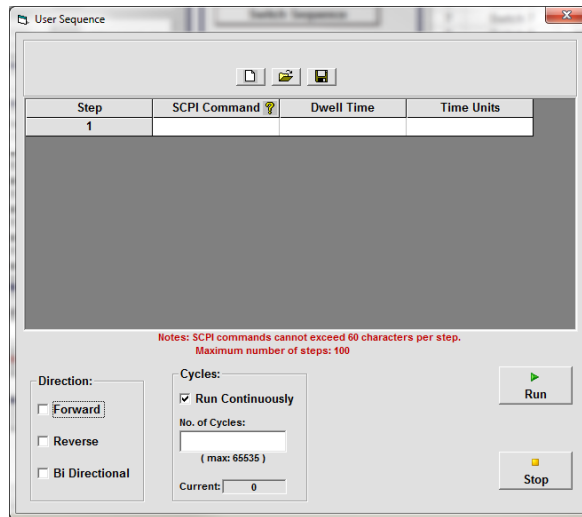 User Sequence
Step SCPI Command ? Dwell Time Time Units
1
Notes: SCPI commands cannot exceed 60 characters per step.
Maximum number of steps: 100
Direction:
Forward
Reverse
Bi Directional
Cycles:
Run Continuously
No. of Cycles:
( max: 65535 )
Current: 0
Run
Stop